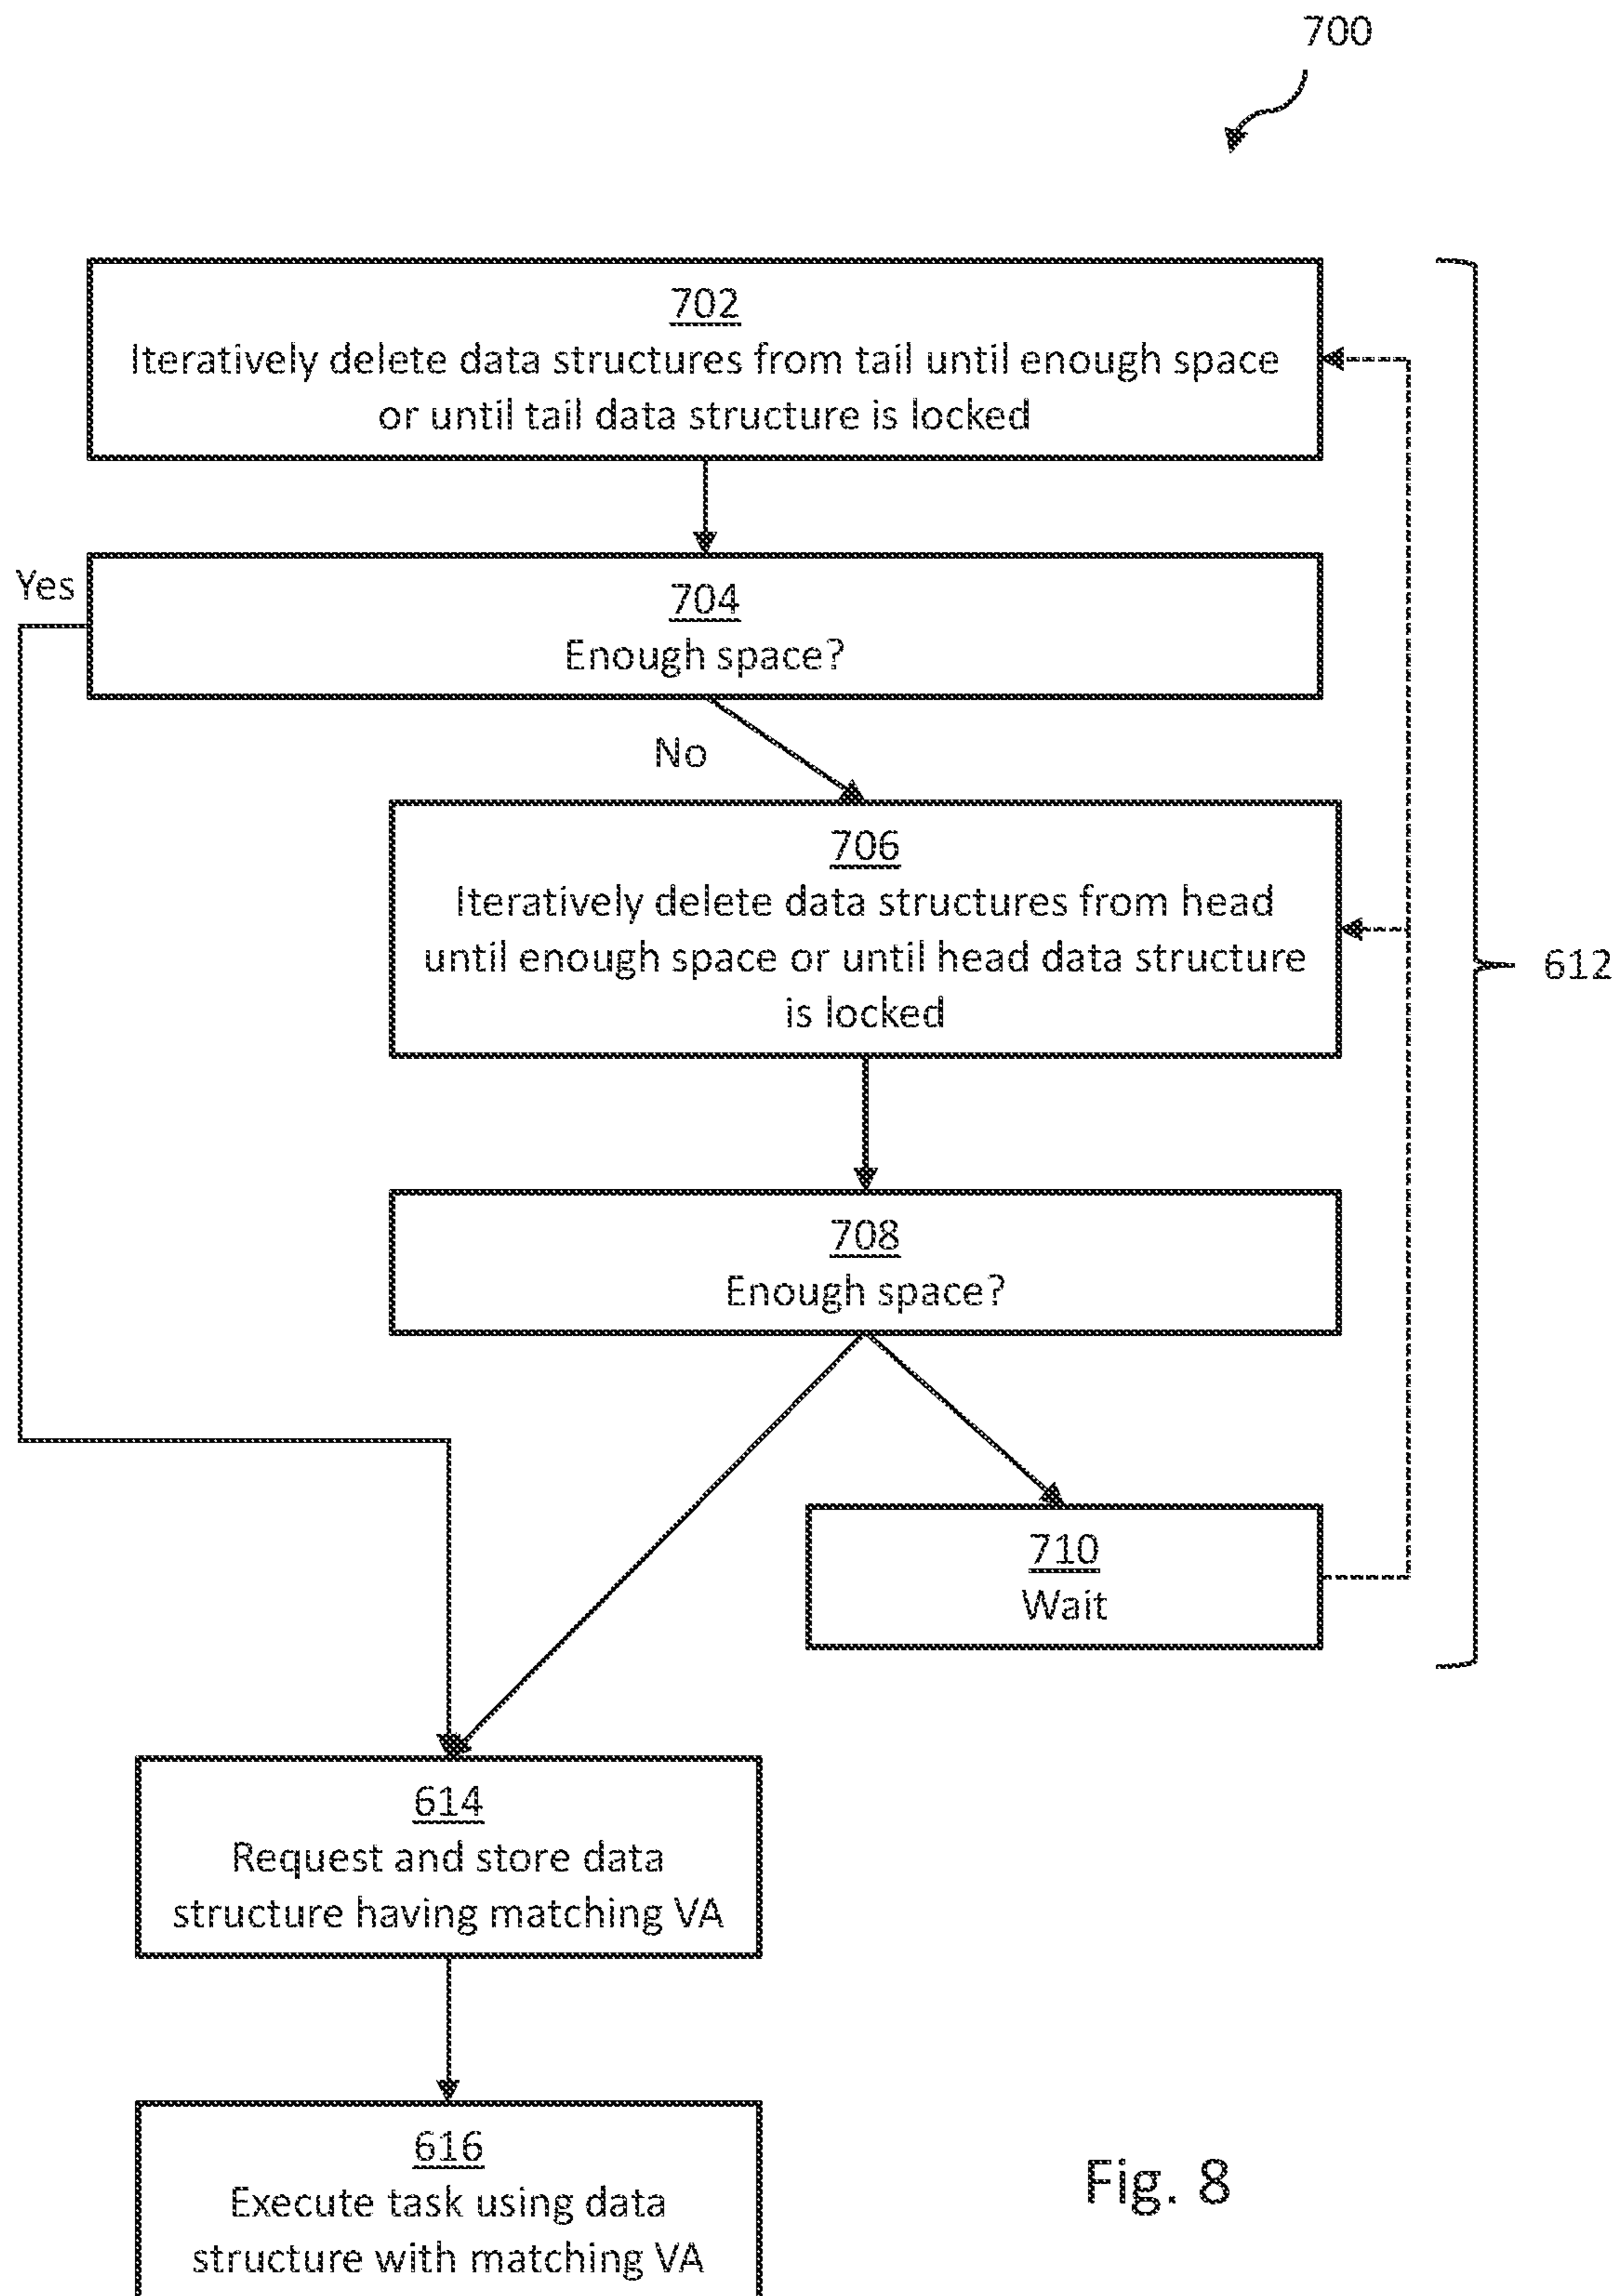 700
702
Iteratively delete data structures from tail until enough space
or until tail data structure is locked
Yes
704
Enough space?
No
706
Iteratively delete data structures from head
until enough space or until head data structure
is locked
612
708
Enough space?
710
Wait
614
Request and store data
structure having matching VA
616
Execute task using data
structure with matching VA
Fig. 8